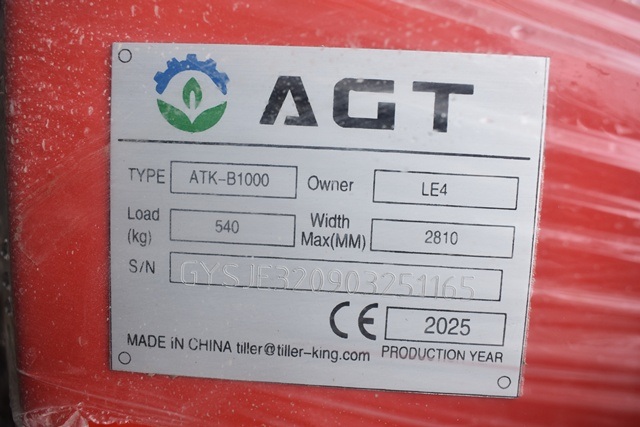 AGT
TYPE ATK-B1000 Owner LE4
Load (kg) 540 Width Max(MM) 2810
S/N GYSJE320903251165
CE 2025
MADE IN CHINA tiller@tiller-king.com PRODUCTION YEAR